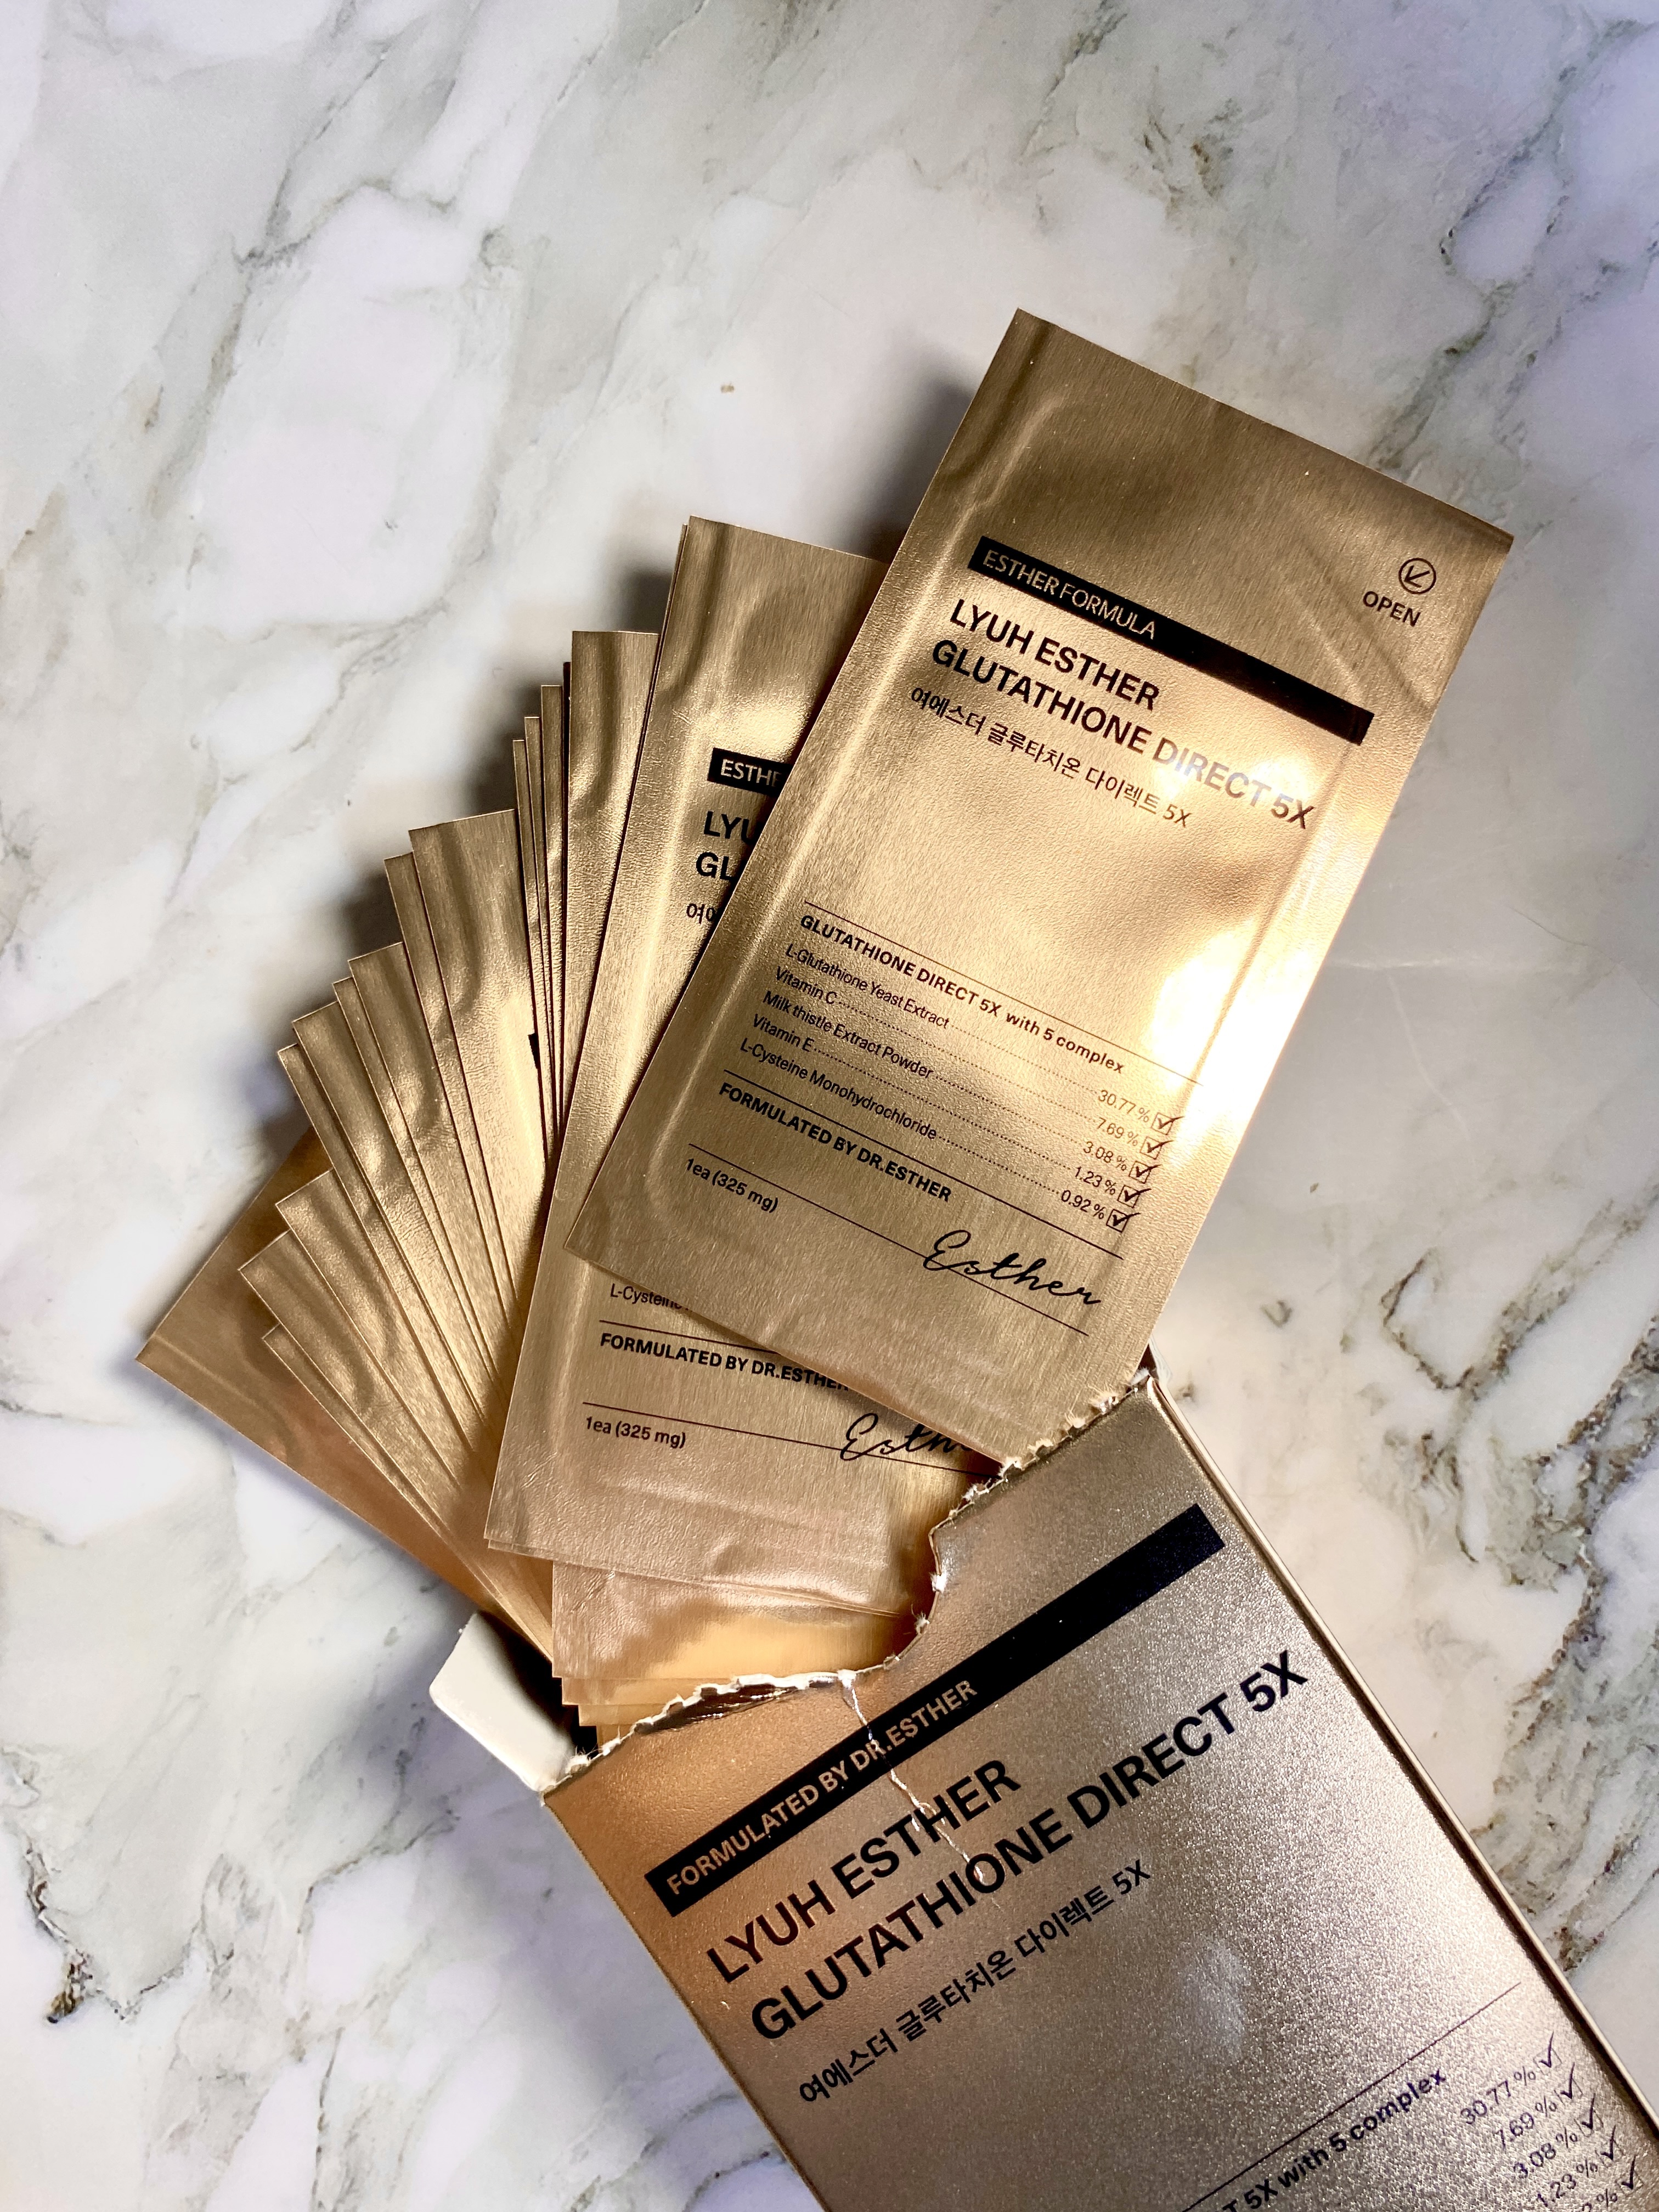 ESTHER FORMULA
OPEN
LYUH ESTHER
GLUTATHIONE DIRECT 5X
여에스더 글루타치온 다이렉트 5X
GLUTATHIONE DIRECT 5X with 5 complex
L-Glutathione Yeast Extract 30.77 %
Vitamin C 7.69 %
Milk thistle Extract Powder 3.08 %
Vitamin E 1.23 %
L-Cysteine Monohydrochloride 0.92 %
FORMULATED BY DR.ESTHER
1ea (325 mg)
Esther
FORMULATED BY DR.ESTHER
1ea (325 mg)
FORMULATED BY DR.ESTHER
LYUH ESTHER
GLUTATHIONE DIRECT 5X
여에스더 글루타치온 다이렉트 5X
5X with 5 complex
30.77 %
7.69 %
3.08 %
1.23 %